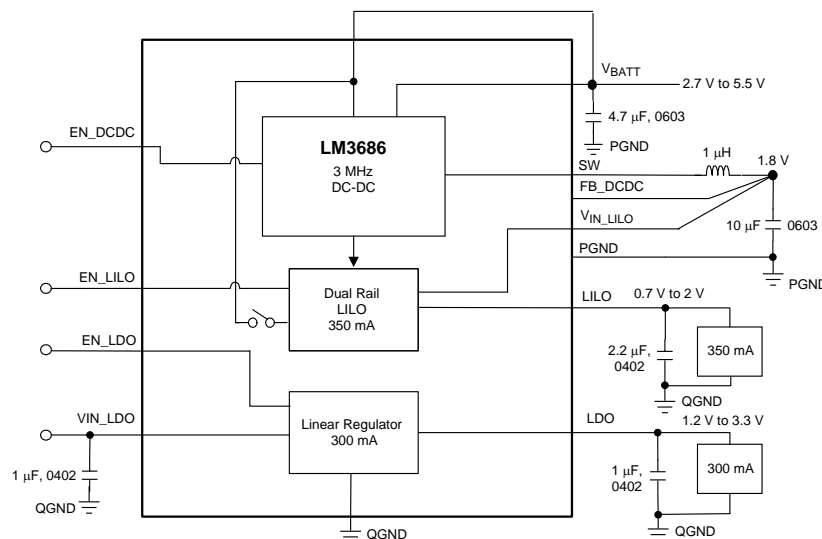 VBATT
2.7 V to 5.5 V
4.7 µF, 0603
PGND
EN_DCDC
LM3686
3 MHz
DC-DC
SW
1 µH
1.8 V
FB_DCDC
VIN_LILO
10 µF
0603
PGND
PGND
EN_LILO
Dual Rail
LILO
350 mA
LILO
0.7 V to 2 V
2.2 µF,
0402
350 mA
QGND
EN_LDO
VIN_LDO
Linear Regulator
300 mA
LDO
1.2 V to 3.3 V
1 µF, 0402
QGND
1 µF,
0402
300 mA
QGND
QGND